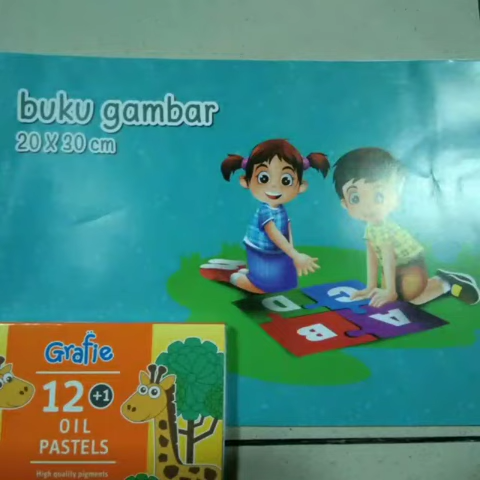 buku gambar
20 X 30 cm
D C
B A
Grafie
12 +1
OIL
PASTELS
High quality pigments